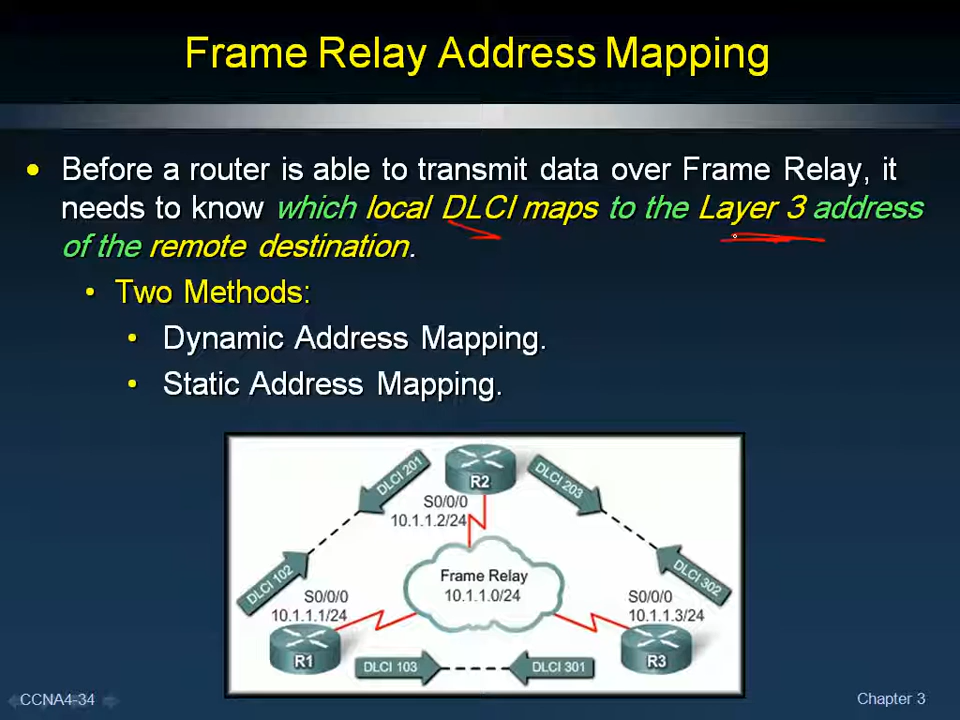 Frame Relay Address Mapping
• Before a router is able to transmit data over Frame Relay, it
needs to know which local DLCI maps to the Layer 3 address
of the remote destination.
• Two Methods:
• Dynamic Address Mapping.
• Static Address Mapping.
DLCI 201
R2
DLCI 203
S0/0/0
10.1.1.2/24
DLCI 102
Frame Relay
10.1.1.0/24
DLCI 302
S0/0/0
10.1.1.1/24
S0/0/0
10.1.1.3/24
R1
DLCI 103
DLCI 301
R3
CCNA4-34
Chapter 3